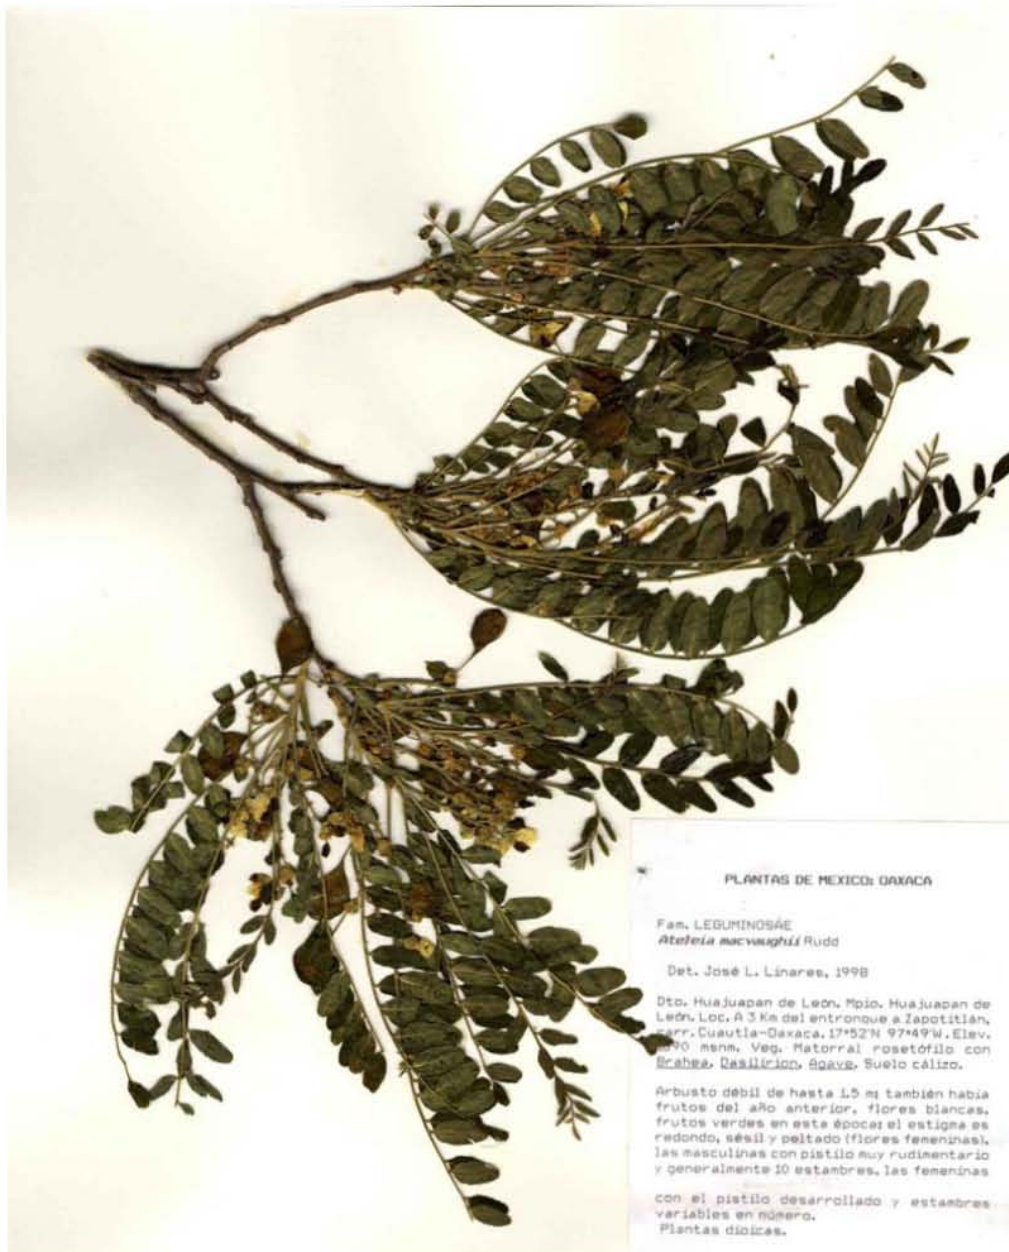 PLANTAS DE MEXICO: OAXACA
Fam. LEGUMINOSAE
Ateleia macvaughii Rudd
Det. José L. Linares, 1998
Dto. Huajuapan de León. Mpio. Huajuapan de
León. Loc. A 3 Km del entronque a Zapotitlán,
carr. Cuautla-Oaxaca. 17°52'N 97°49'W. Elev.
msnm. Veg. Matorral rosetófilo con
Brahea, Dasilirion, Agave. Suelo cálizo.
Arbusto débil de hasta 1.5 m; también había
frutos del año anterior, flores blancas,
frutos verdes en esta época; el estigma es
redondo, sésil y peltado (flores femeninas),
las masculinas con pistilo muy rudimentario
y generalmente 10 estambres, las femeninas
con el pistilo desarrollado y estambres
variables en número.
Plantas dioicas.